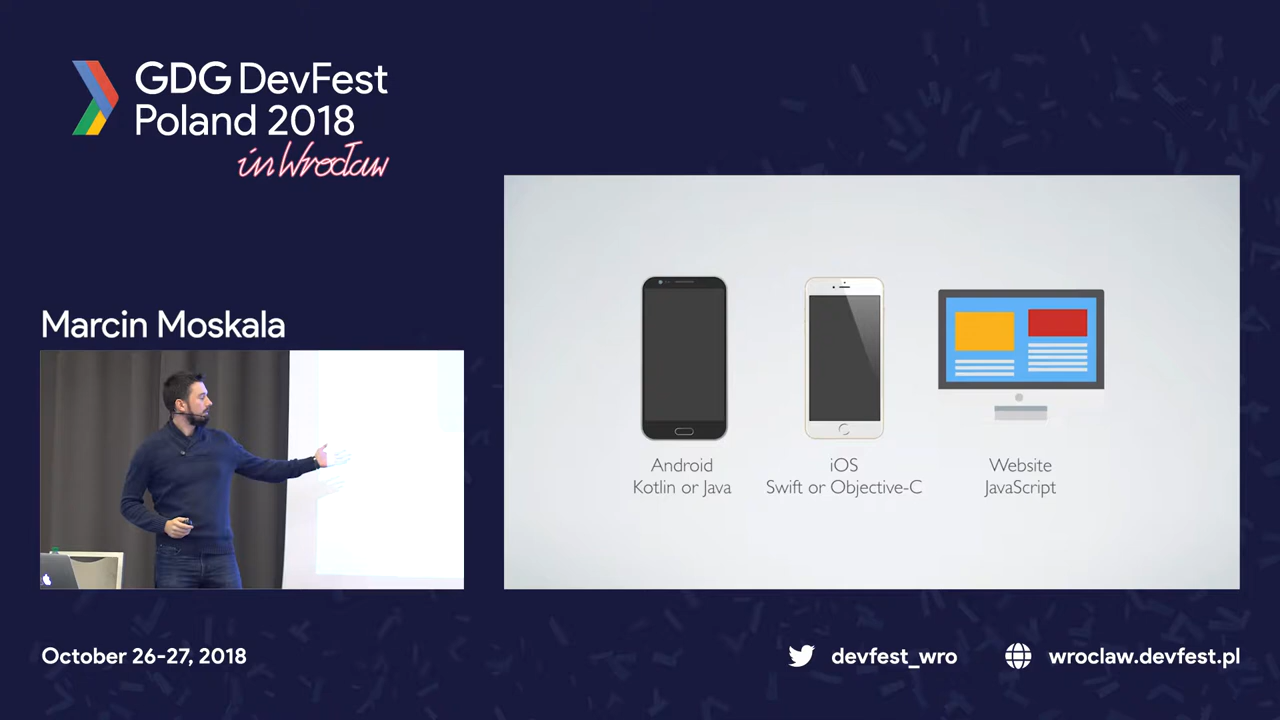 GDG DevFest
Poland 2018
in Wrocław
Marcin Moskala
Android
Kotlin or Java
iOS
Swift or Objective-C
Website
JavaScript
October 26-27, 2018
devfest_wro
wroclaw.devfest.pl